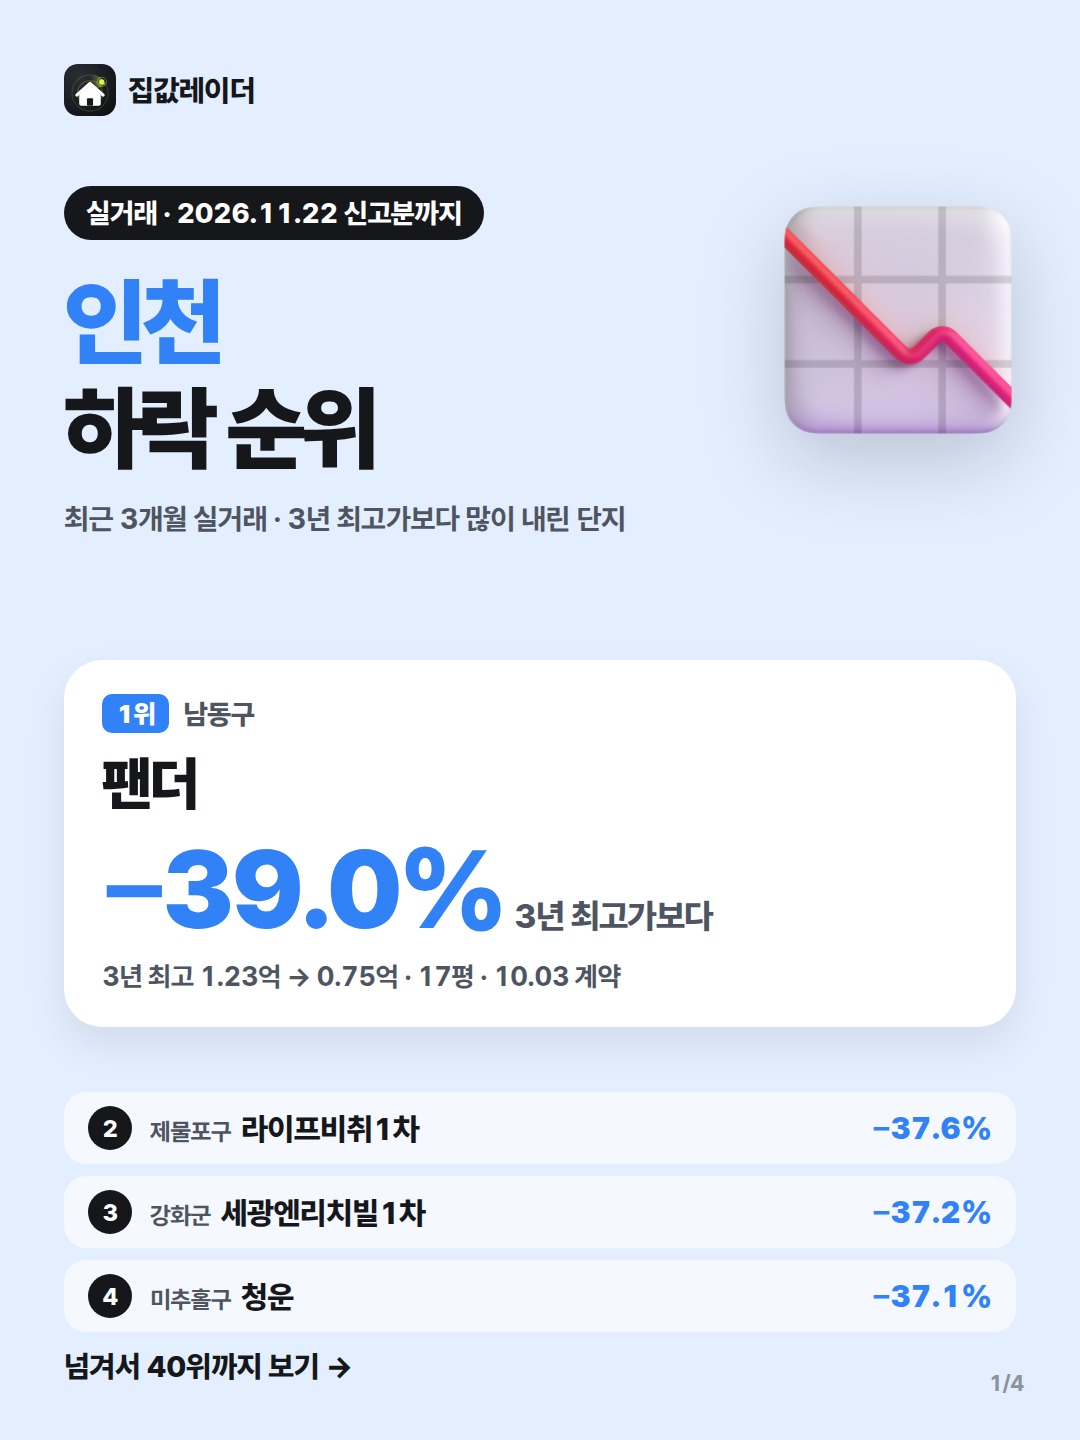 집값레이더
실거래 · 2026.11.22 신고분까지
인천
하락 순위
최근 3개월 실거래 · 3년 최고가보다 많이 내린 단지
1위 남동구
팬더
−39.0% 3년 최고가보다
3년 최고 1.23억 → 0.75억 · 17평 · 10.03 계약
2 제물포구 라이프비취1차 −37.6%
3 강화군 세광엔리치빌1차 −37.2%
4 미추홀구 청운 −37.1%
넘겨서 40위까지 보기 →
1/4